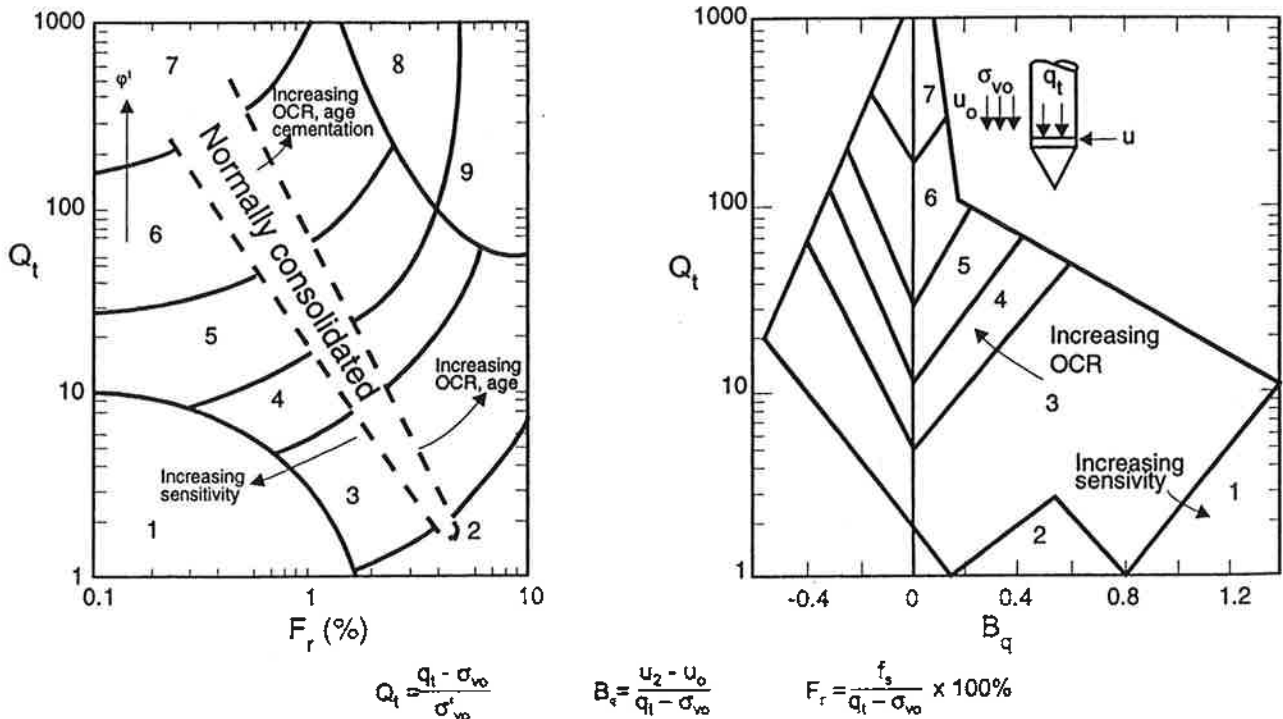 1000
100
10
1
Q_t
0.1
1
10
F_r (%)
φ'
7
8
Increasing
OCR, age
cementation
9
6
Normally consolidated
5
4
Increasing
OCR, age
Increasing
sensitivity
3
2
1
1000
100
10
1
Q_t
-0.4
0
0.4
0.8
1.2
B_q
σ_vo
q_t
u_o
u
7
6
5
4
Increasing
OCR
3
Increasing
sensivity
1
2
Q_t = (q_t - σ_vo) / σ'_vo
B_q = (u_2 - u_o) / (q_t - σ_vo)
F_r = f_s / (q_t - σ_vo) x 100%